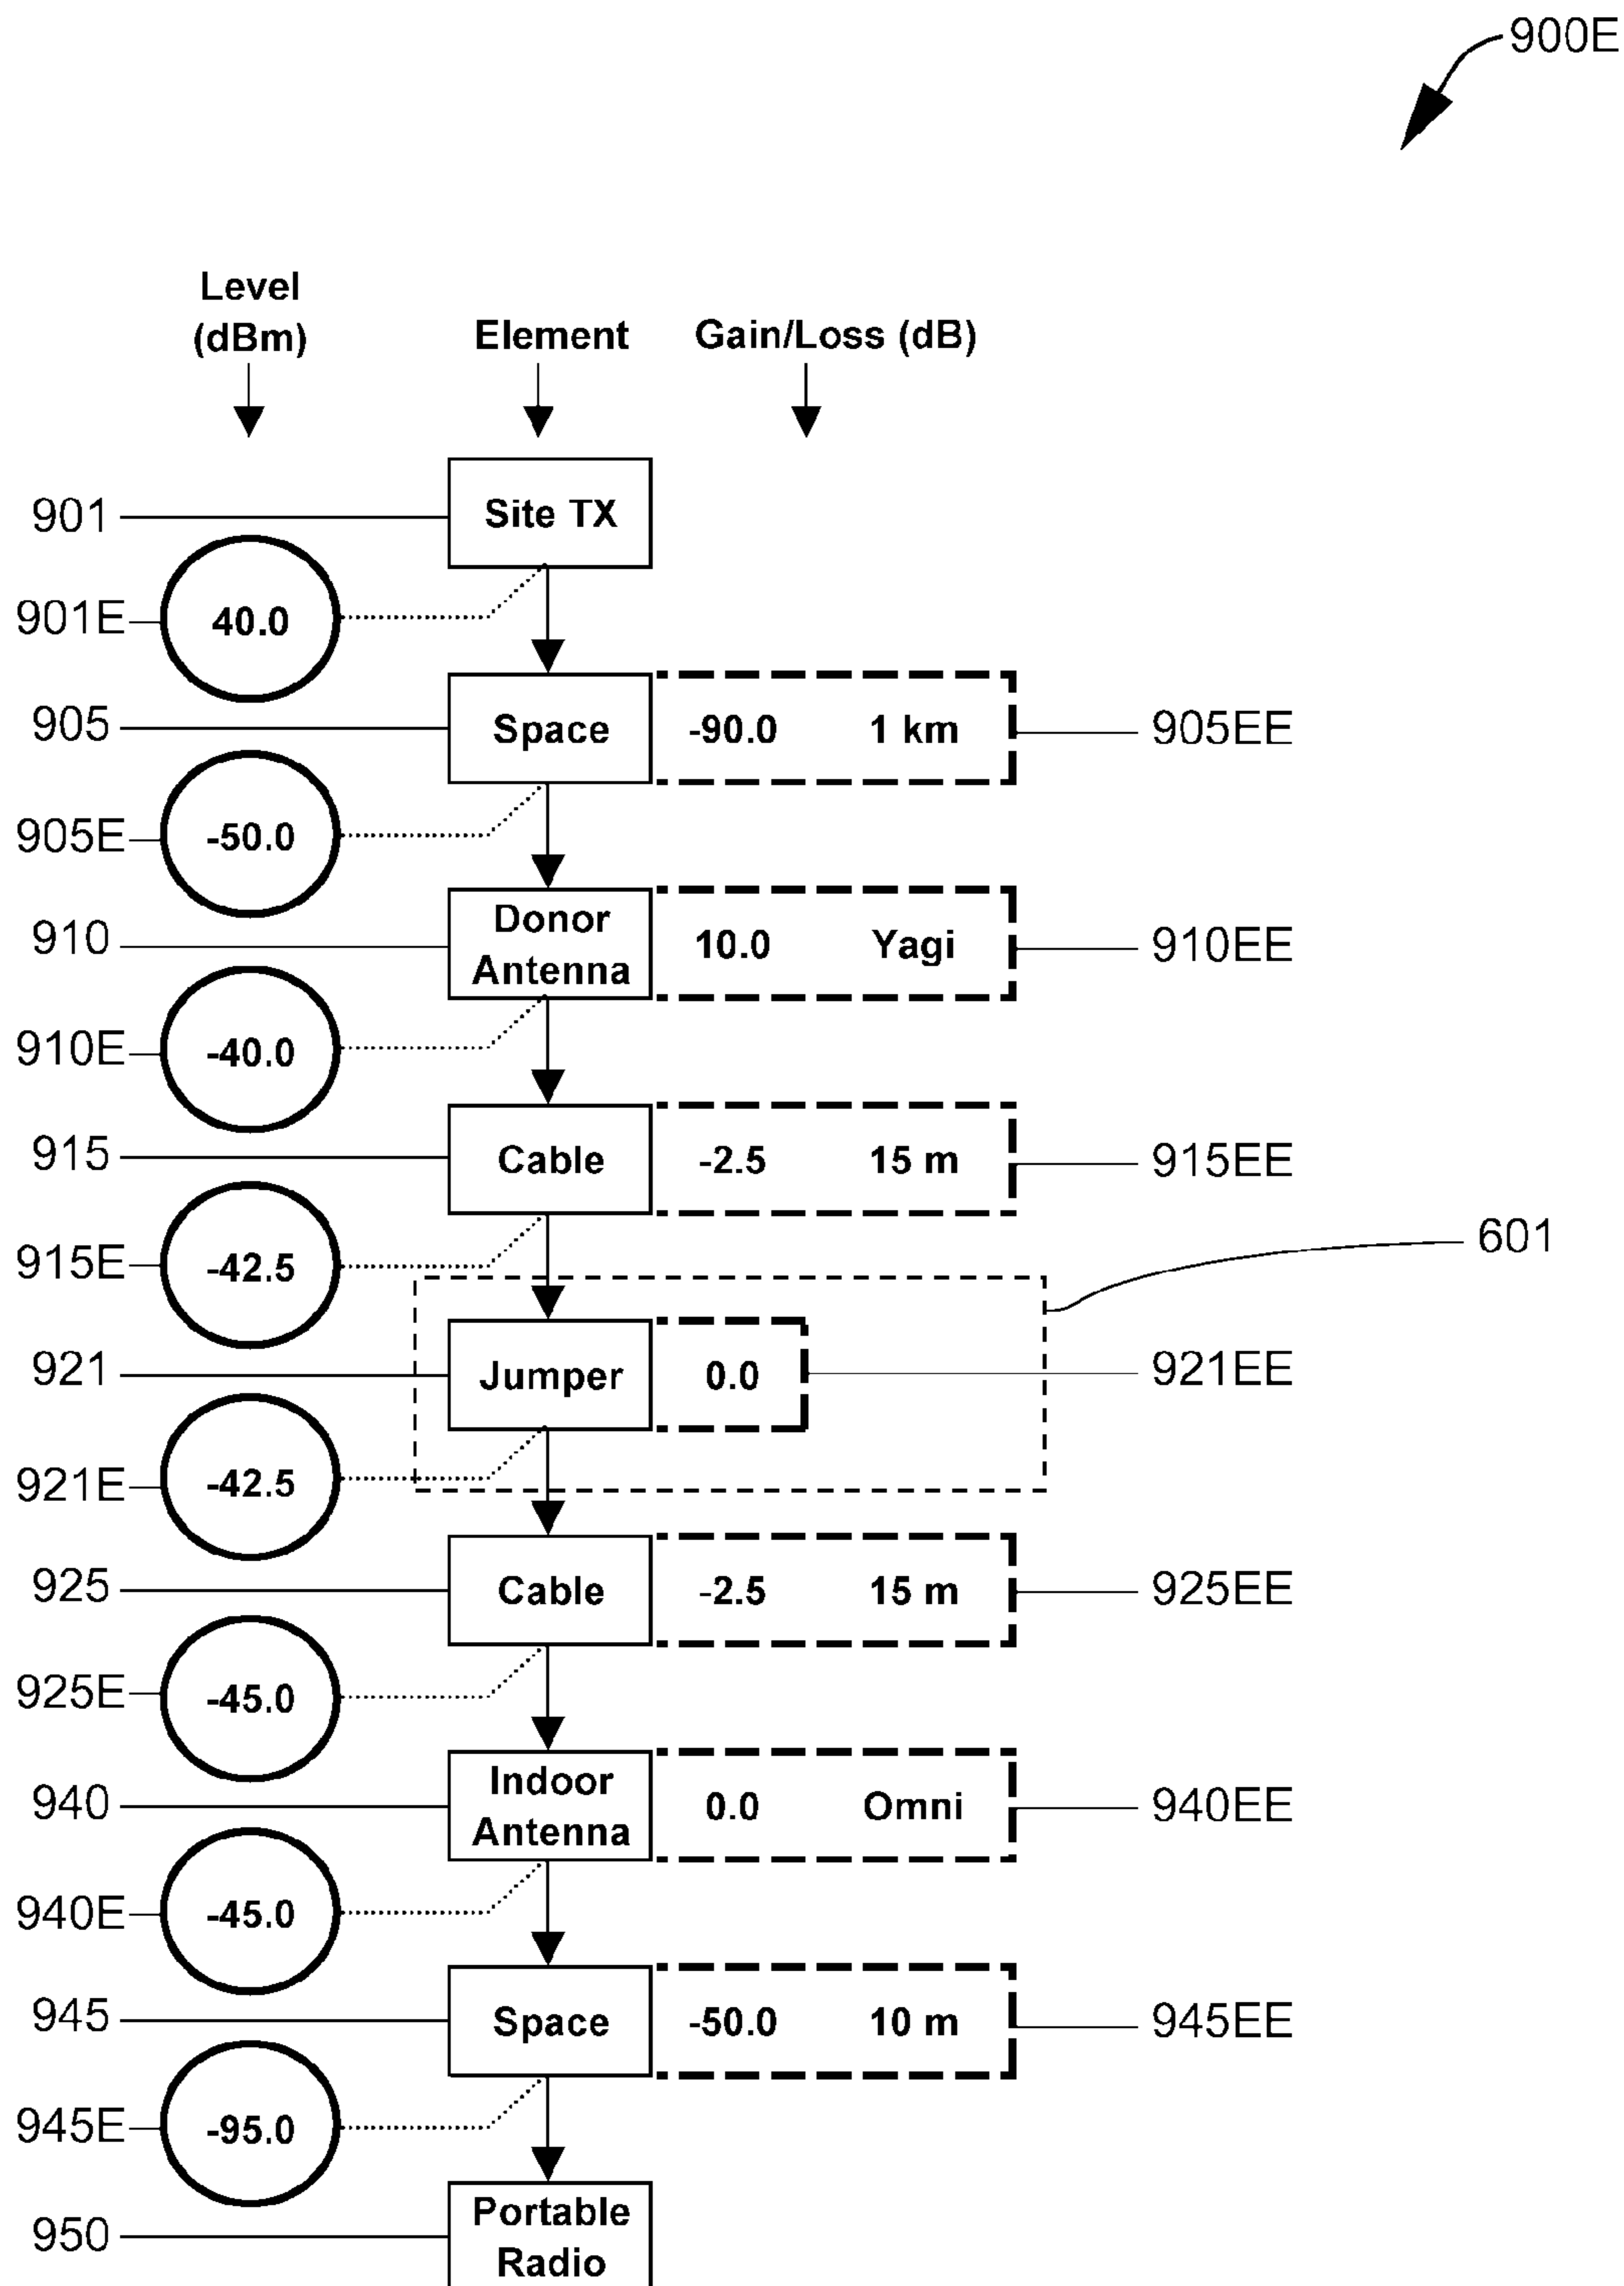 900E
Level
(dBm)
Element
Gain/Loss (dB)
901
Site TX
901E
40.0
905
Space
-90.0 1 km
905EE
905E
-50.0
910
Donor
Antenna
10.0 Yagi
910EE
910E
-40.0
915
Cable
-2.5 15 m
915EE
915E
-42.5
601
921
Jumper
0.0
921EE
921E
-42.5
925
Cable
-2.5 15 m
925EE
925E
-45.0
940
Indoor
Antenna
0.0 Omni
940EE
940E
-45.0
945
Space
-50.0 10 m
945EE
945E
-95.0
950
Portable
Radio